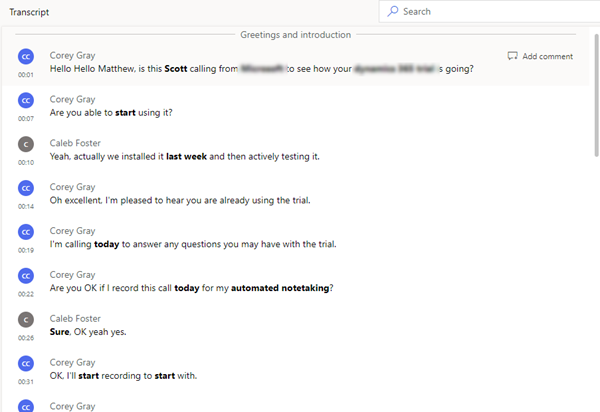 Transcript
Search
Greetings and introduction
CC
Corey Gray
Add comment
00:01
Hello Hello Matthew, is this Scott calling from to see how your is going?
CC
Corey Gray
00:07
Are you able to start using it?
C
Caleb Foster
00:10
Yeah, actually we installed it last week and then actively testing it.
CC
Corey Gray
00:14
Oh excellent, I'm pleased to hear you are already using the trial.
CC
Corey Gray
00:19
I'm calling today to answer any questions you may have with the trial.
CC
Corey Gray
00:22
Are you OK if I record this call today for my automated notetaking?
C
Caleb Foster
00:26
Sure, OK yeah yes.
CC
Corey Gray
00:31
OK, I'll start recording to start with.
CC
Corey Gray